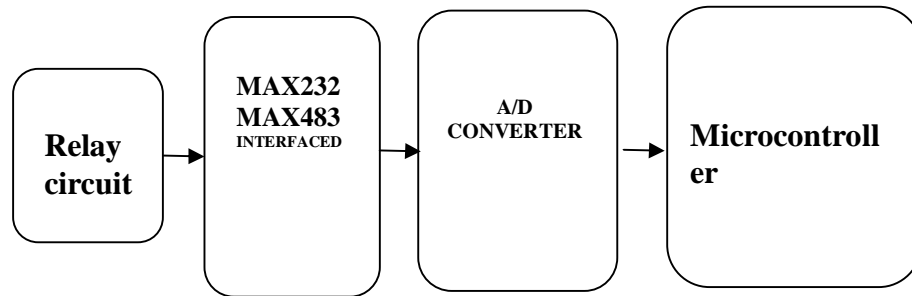 Relay
circuit
MAX232
MAX483
INTERFACED
A/D
CONVERTER
Microcontroll
er